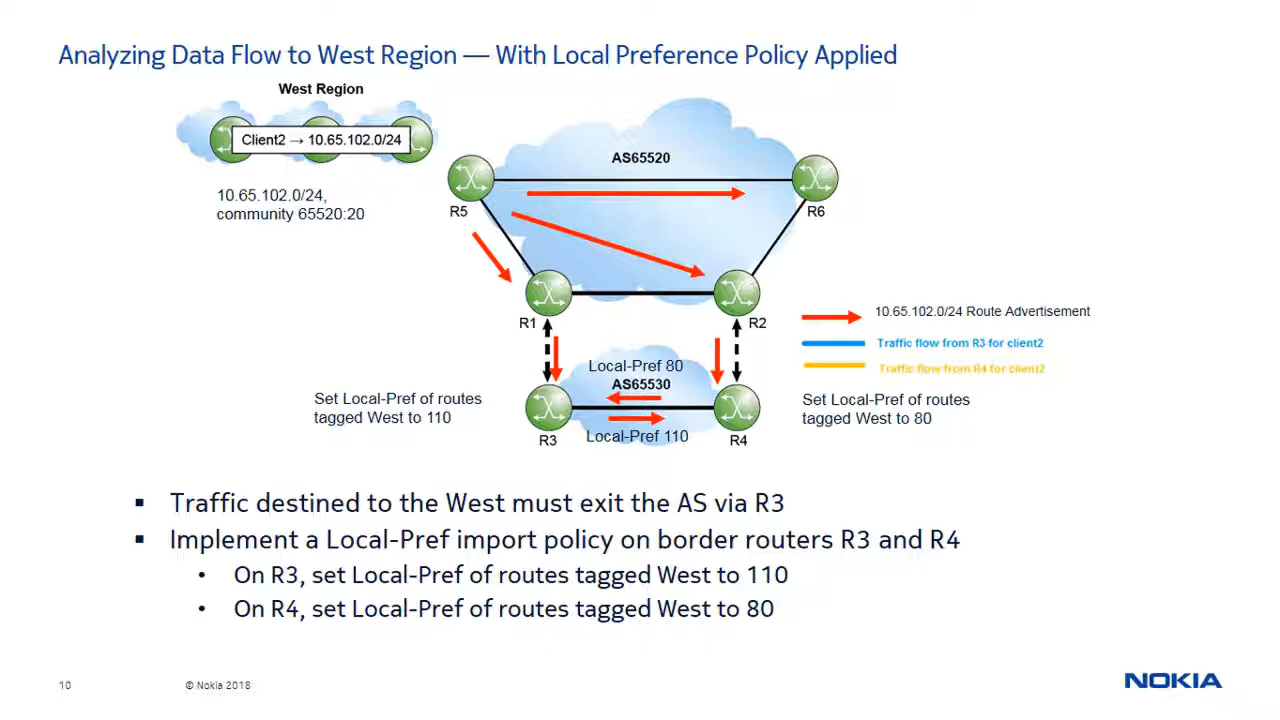 Analyzing Data Flow to West Region — With Local Preference Policy Applied
West Region
Client2 → 10.65.102.0/24
10.65.102.0/24,
community 65520:20
AS65520
R5
R6
R1
R2
10.65.102.0/24 Route Advertisement
Traffic flow from R3 for client2
Traffic flow from R4 for client2
Local-Pref 80
AS65530
Set Local-Pref of routes
tagged West to 110
Set Local-Pref of routes
tagged West to 80
Local-Pref 110
R3
R4
▪ Traffic destined to the West must exit the AS via R3
▪ Implement a Local-Pref import policy on border routers R3 and R4
• On R3, set Local-Pref of routes tagged West to 110
• On R4, set Local-Pref of routes tagged West to 80
10
© Nokia 2018
NOKIA